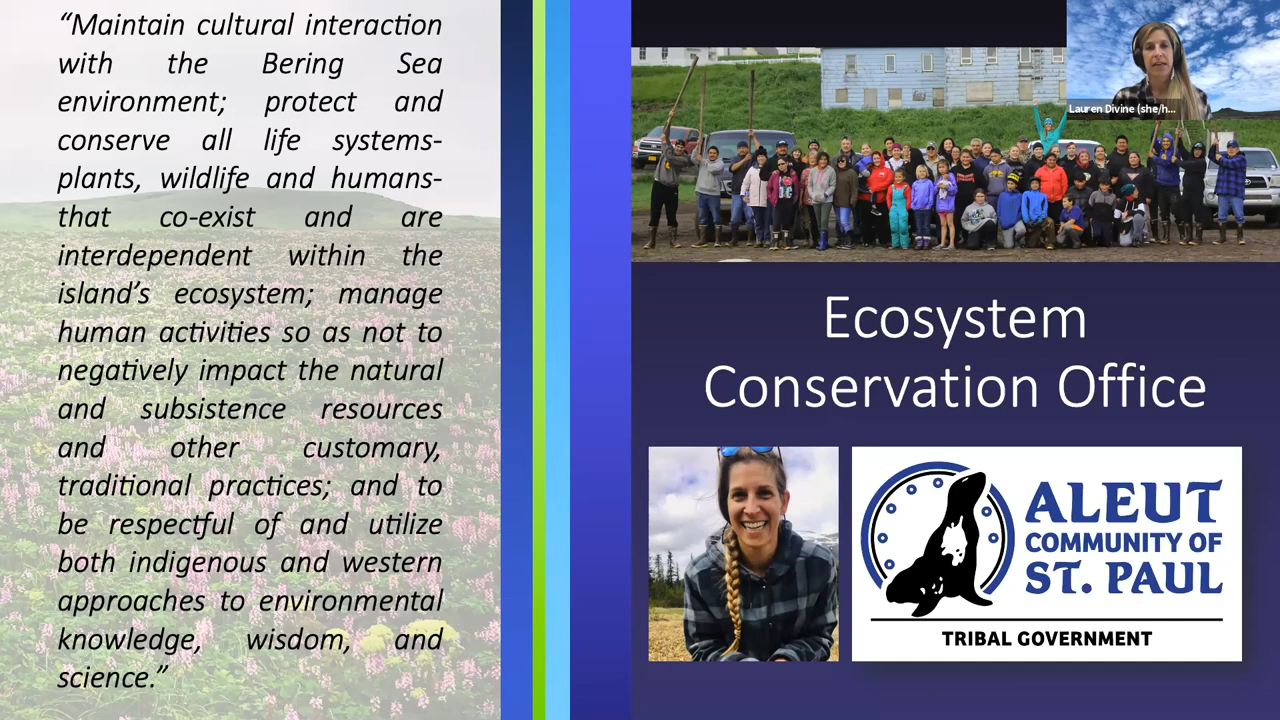 “Maintain cultural interaction
with the Bering Sea
environment; protect and
conserve all life systems-
plants, wildlife and humans-
that co-exist and are
interdependent within the
island’s ecosystem; manage
human activities so as not to
negatively impact the natural
and subsistence resources
and other customary,
traditional practices; and to
be respectful of and utilize
both indigenous and western
approaches to environmental
knowledge, wisdom, and
science.”
Lauren Divine (she/h...
Ecosystem
Conservation Office
ALEUT
COMMUNITY OF
ST. PAUL
TRIBAL GOVERNMENT